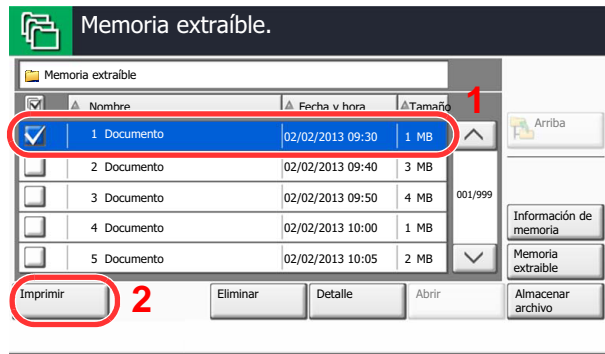 Memoria extraíble.
Memoria extraíble
Nombre Fecha y hora Tamaño 1
1 Documento 02/02/2013 09:30 1 MB
Arriba
2 Documento 02/02/2013 09:40 3 MB
3 Documento 02/02/2013 09:50 4 MB
001/999
4 Documento 02/02/2013 10:00 1 MB
Información de
memoria
5 Documento 02/02/2013 10:05 2 MB
Memoria
extraible
Imprimir 2 Eliminar Detalle Abrir
Almacenar
archivo